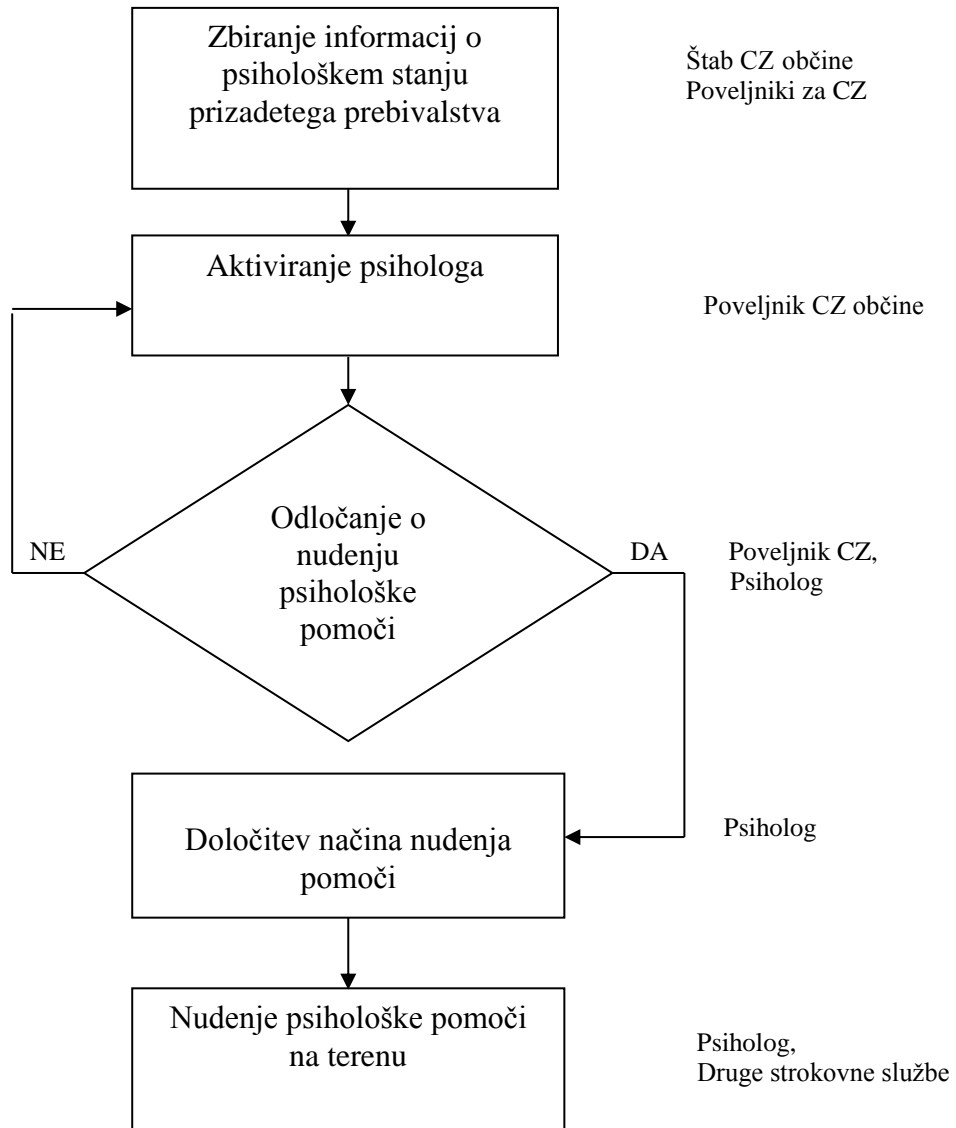 Zbiranje informacij o
psihološkem stanju
prizadetega prebivalstva
Štab CZ občine
Poveljniki za CZ
Aktiviranje psihologa
Poveljnik CZ občine
Odločanje o
nudenju
psihološke
pomoči
NE
DA
Poveljnik CZ,
Psiholog
Določitev načina nudenja
pomoči
Psiholog
Nudenje psihološke pomoči
na terenu
Psiholog,
Druge strokovne službe